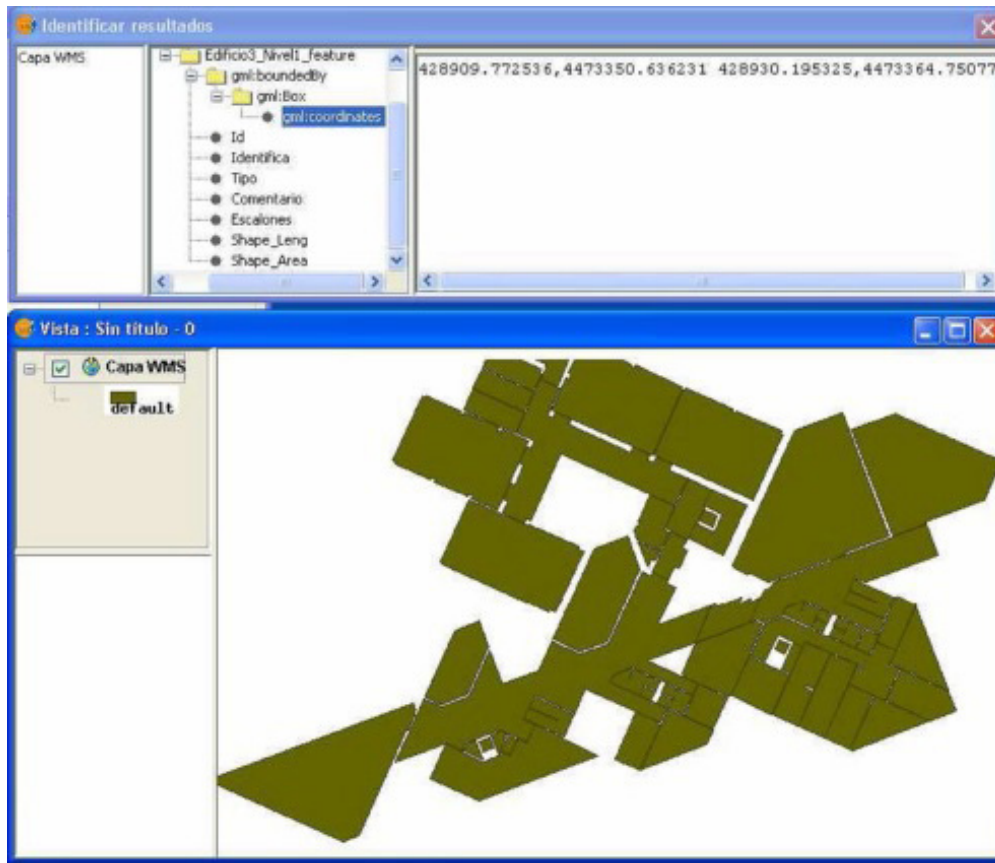 Identificar resultados
Capa WMS
Edificio3_Nivel1_feature
gml:boundedBy
gml:Box
gml:coordinates
Id
Identifica
Tipo
Comentario
Escalones
Shape_Leng
Shape_Area
428909.772536,4473350.636231 428930.195325,4473364.75077
Vista : Sin título - 0
Capa WMS
default